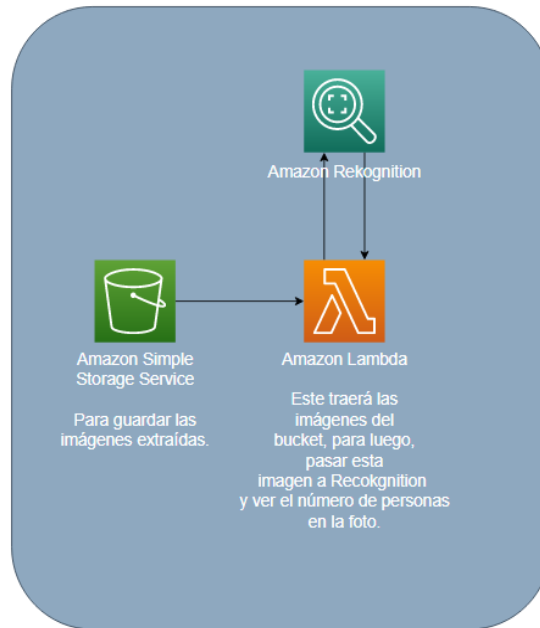 Amazon Rekognition
Amazon Simple
Storage Service
Para guardar las
imágenes extraídas.
Amazon Lambda
Este traerá las
imágenes del
bucket, para luego,
pasar esta
imagen a Recokgnition
y ver el número de personas
en la foto.